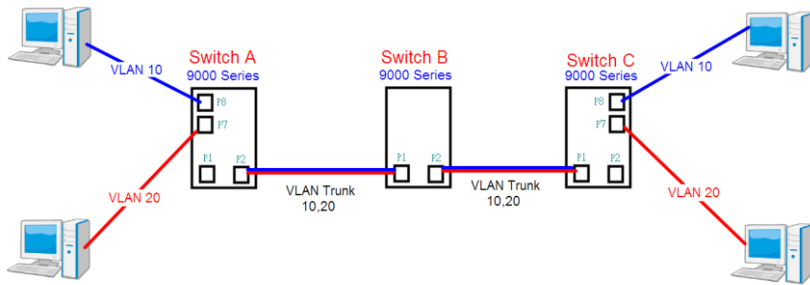 Switch A
9000 Series
Switch B
9000 Series
Switch C
9000 Series
VLAN 10
VLAN 10
P8
P7
P1
P2
P1
P2
P8
P7
P1
P2
VLAN 20
VLAN Trunk
10,20
VLAN Trunk
10,20
VLAN 20